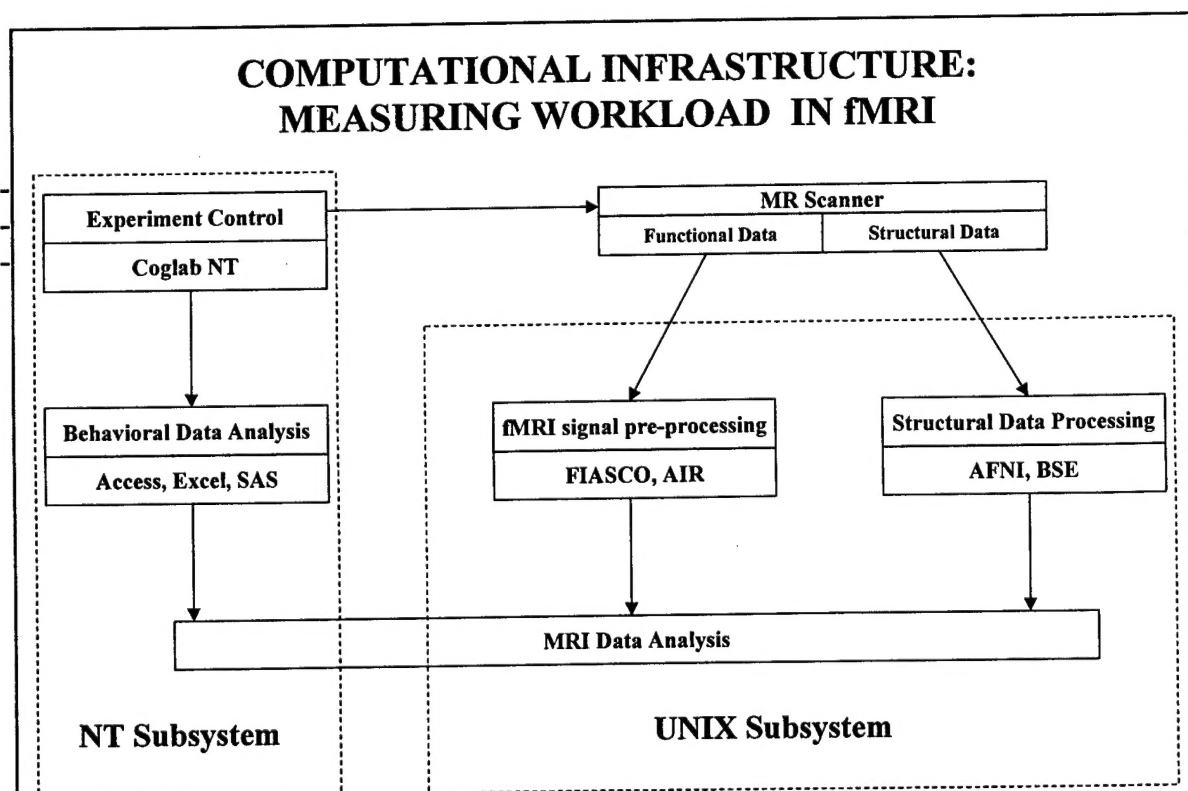 COMPUTATIONAL INFRASTRUCTURE:
MEASURING WORKLOAD IN fMRI
Experiment Control
Coglab NT
MR Scanner
Functional Data
Structural Data
Behavioral Data Analysis
Access, Excel, SAS
fMRI signal pre-processing
FIASCO, AIR
Structural Data Processing
AFNI, BSE
MRI Data Analysis
NT Subsystem
UNIX Subsystem